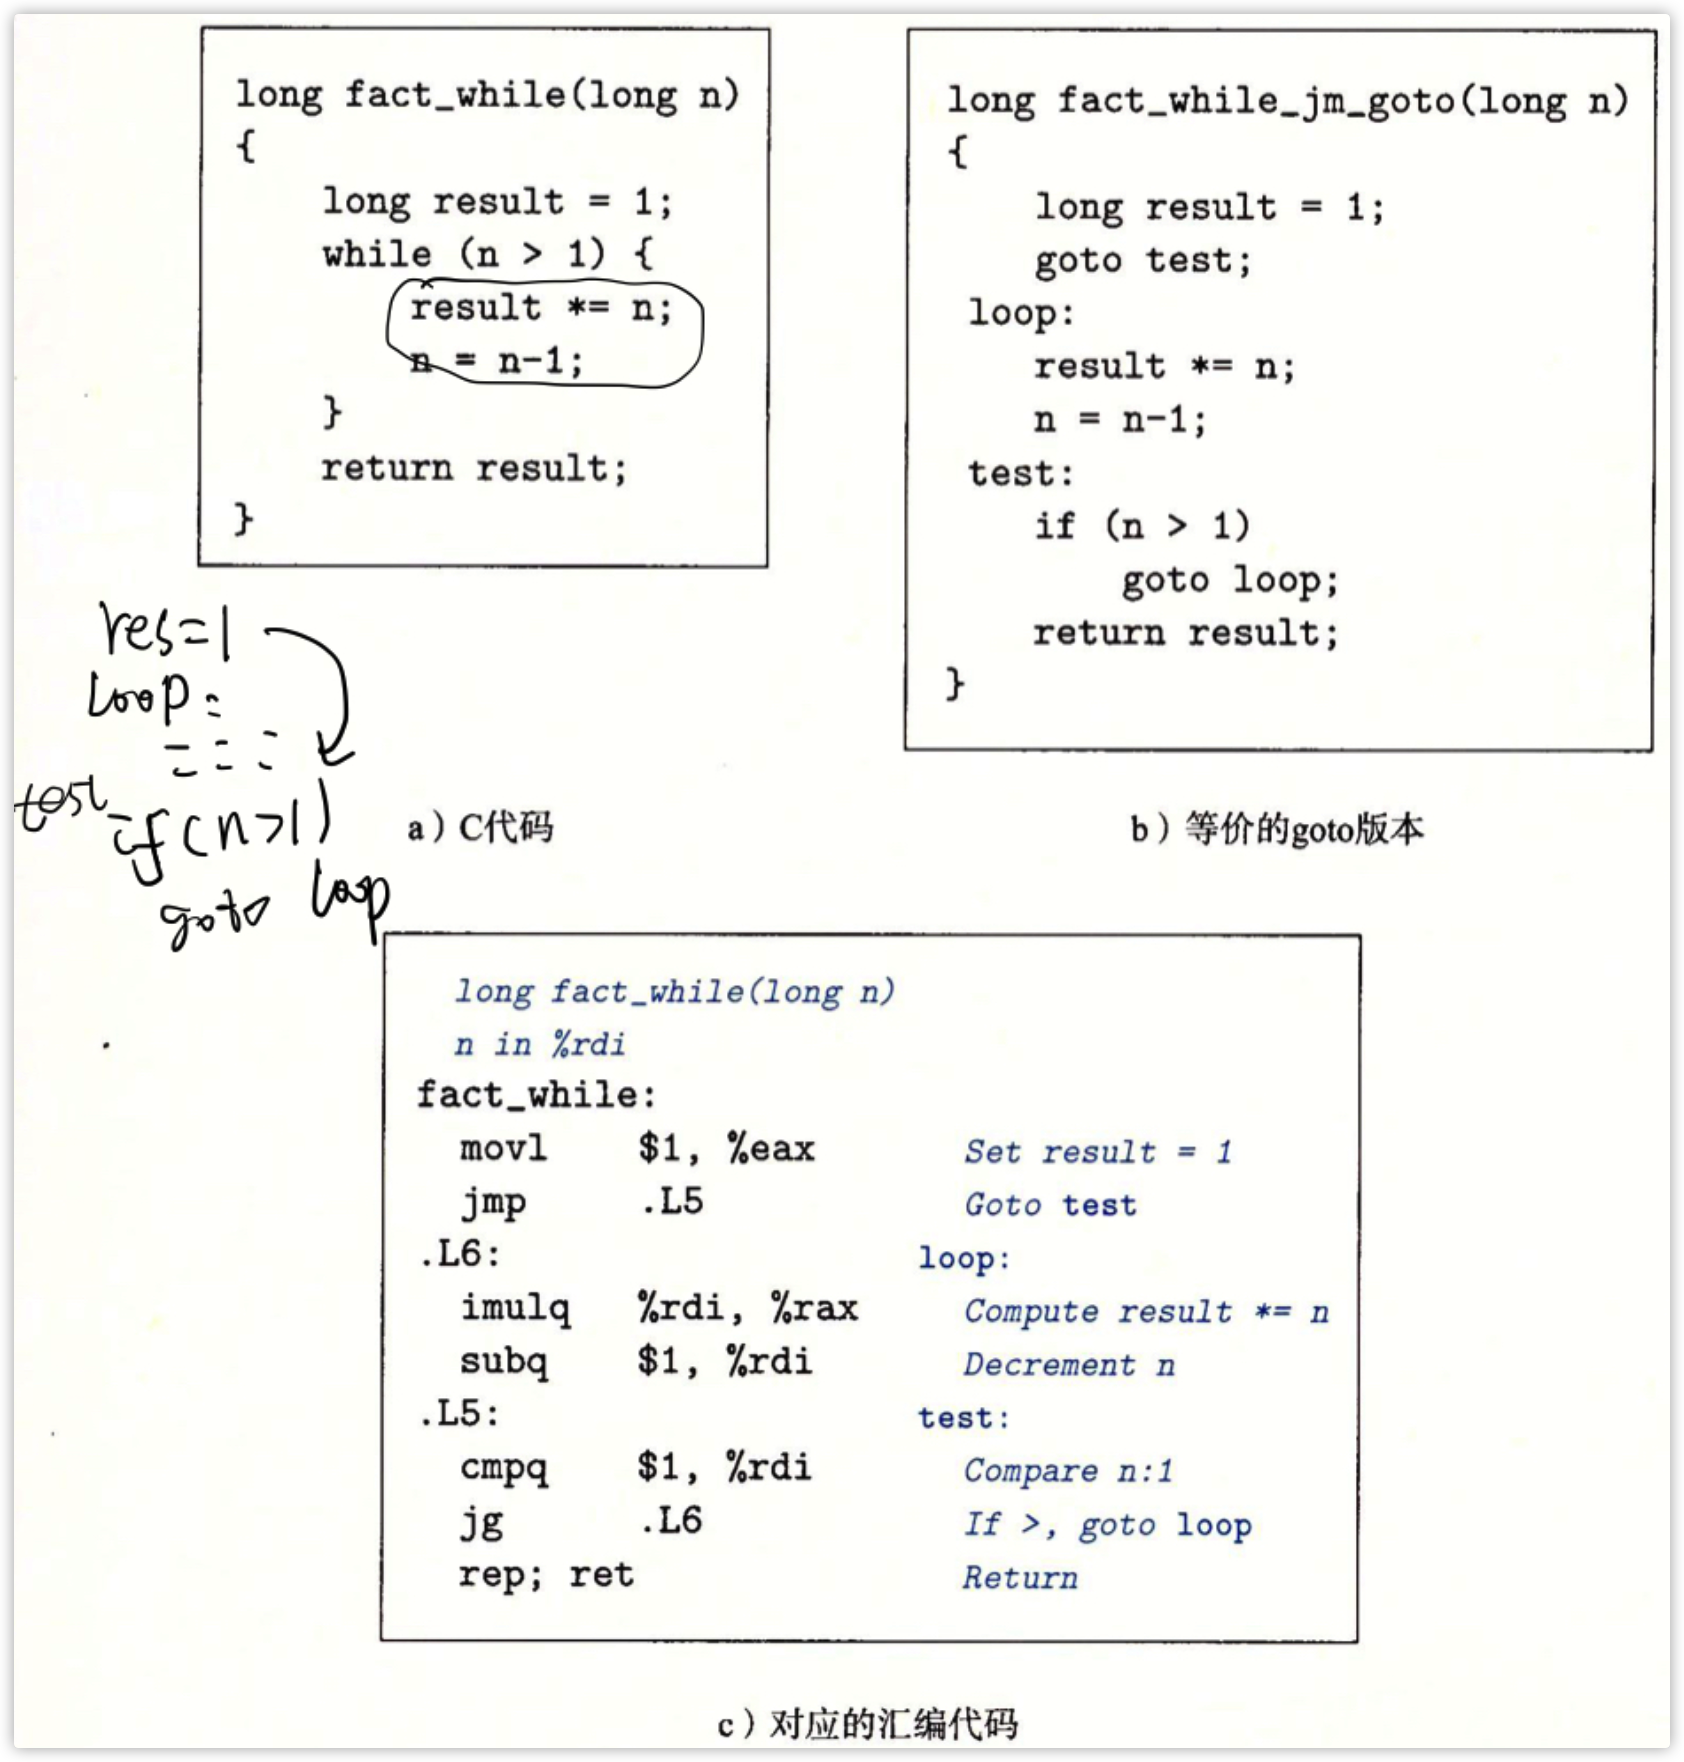 long fact_while(long n)
{
long result = 1;
while (n > 1) {
result *= n;
n = n-1;
}
return result;
}
long fact_while_jm_goto(long n)
{
long result = 1;
goto test;
loop:
result *= n;
n = n-1;
test:
if (n > 1)
goto loop;
return result;
}
res=1
loop:
test
if(n>1)
goto loop
a）C代码
b）等价的goto版本
long fact_while(long n)
n in %rdi
fact_while:
movl $1, %eax Set result = 1
jmp .L5 Goto test
.L6: loop:
imulq %rdi, %rax Compute result *= n
subq $1, %rdi Decrement n
.L5: test:
cmpq $1, %rdi Compare n:1
jg .L6 If >, goto loop
rep; ret Return
c）对应的汇编代码